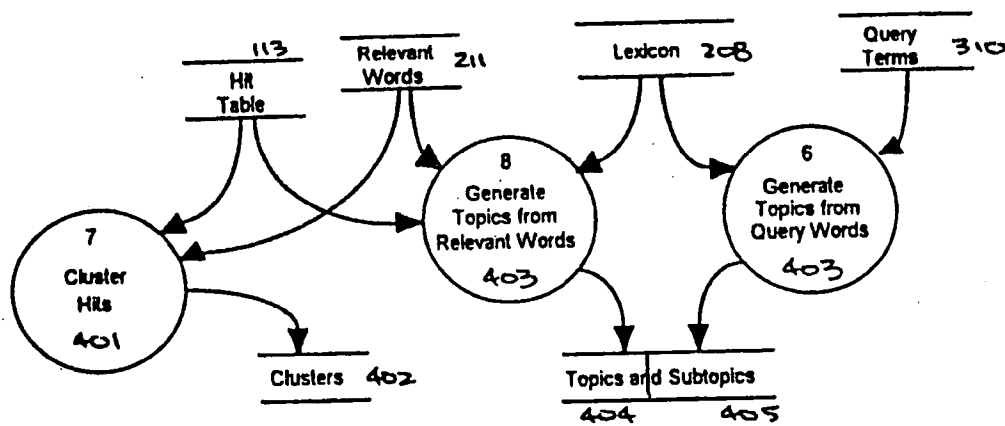 113
Hit
Table
Relevant
Words 211
Lexicon 208
Query
Terms 310
7
Cluster
Hits
401
8
Generate
Topics from
Relevant Words
403
6
Generate
Topics from
Query Words
403
Clusters 402
Topics and Subtopics
404 405